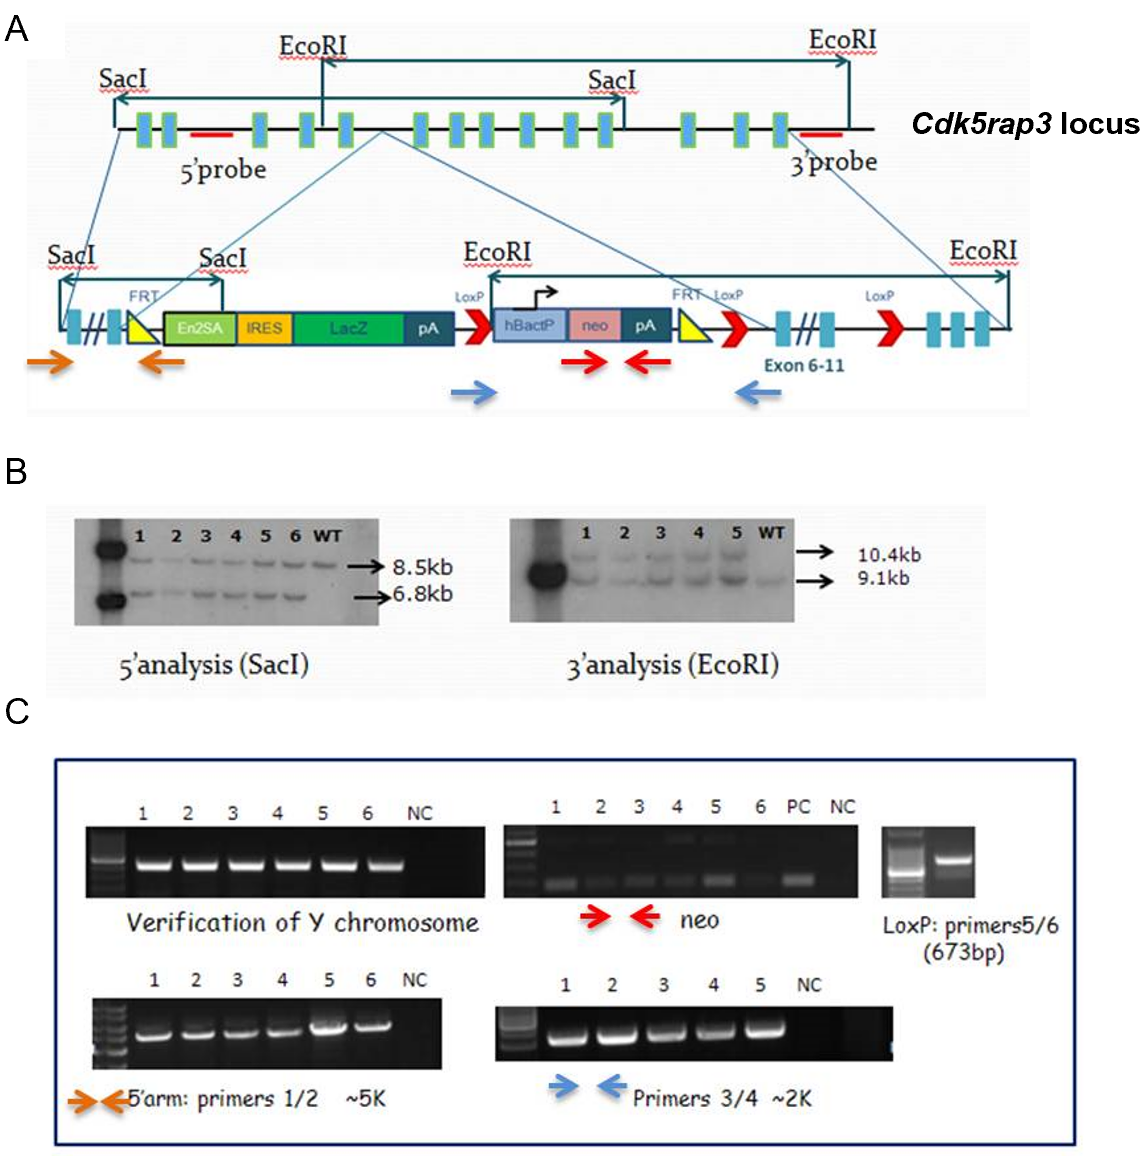 A
EcoRI
EcoRI
SacI
SacI
Cdk5rap3 locus
5'probe
3'probe
SacI
SacI
EcoRI
EcoRI
FRT
LoxP
FRT
LoxP
LoxP
En2SA
IRES
LacZ
pA
hBactP
neo
pA
Exon 6-11
B
1 2 3 4 5 6 WT
8.5kb
6.8kb
5'analysis (SacI)
1 2 3 4 5 WT
10.4kb
9.1kb
3'analysis (EcoRI)
C
1 2 3 4 5 6 NC
Verification of Y chromosome
1 2 3 4 5 6 PC NC
neo
LoxP: primers5/6
(673bp)
1 2 3 4 5 6 NC
5'arm: primers 1/2 ~5K
1 2 3 4 5 NC
Primers 3/4 ~2K